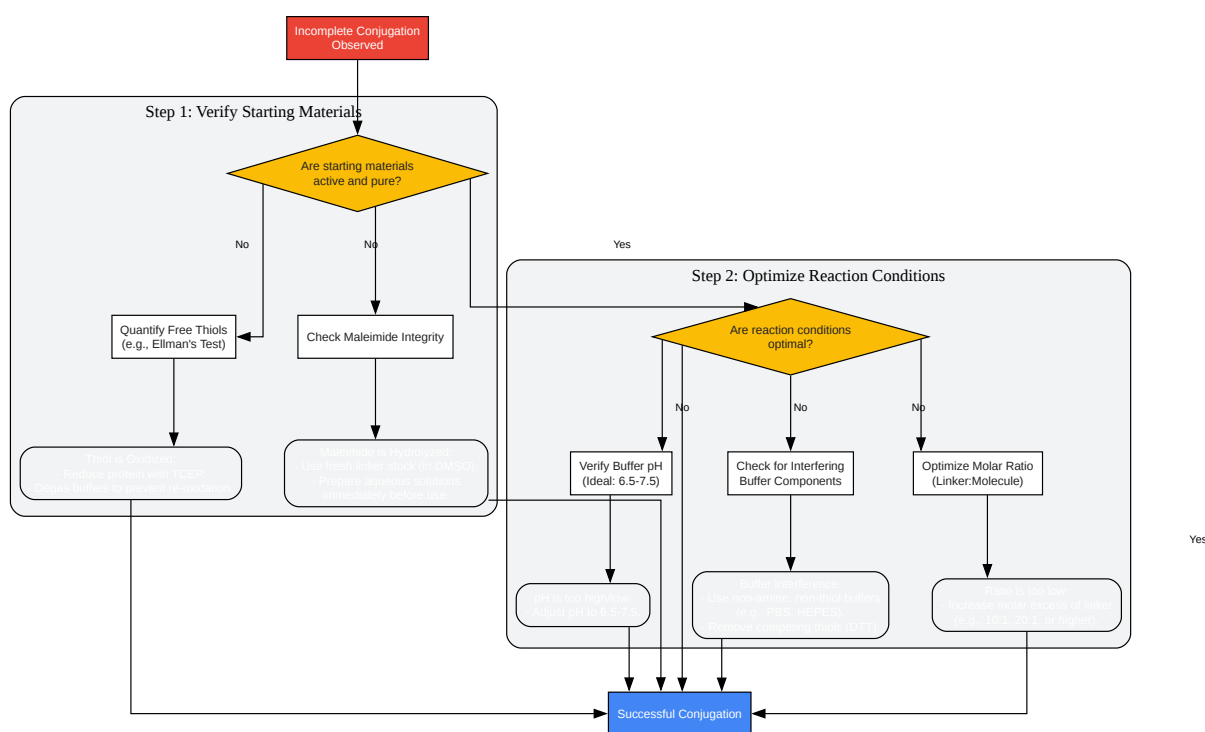 Incomplete Conjugation
Observed
Step 1: Verify Starting Materials
Are starting materials
active and pure?
No
No
Yes
Quantify Free Thiols
(e.g., Ellman's Test)
Check Maleimide Integrity
Thiol is Oxidized:
- Reduce protein with TCEP.
- Degas buffers to prevent re-oxidation.
Maleimide is Hydrolyzed:
- Use fresh linker stock (in DMSO).
- Prepare aqueous solutions
immediately before use.
Step 2: Optimize Reaction Conditions
Are reaction conditions
optimal?
No
No
No
Yes
Verify Buffer pH
(Ideal: 6.5-7.5)
Check for Interfering
Buffer Components
Optimize Molar Ratio
(Linker:Molecule)
pH is too high/low:
- Adjust pH to 6.5-7.5.
Buffer Interference:
- Use non-amine, non-thiol buffers
(e.g., PBS, HEPES).
- Remove competing thiols (DTT).
Ratio is too low:
- Increase molar excess of linker
(e.g., 10:1, 20:1, or higher).
Successful Conjugation